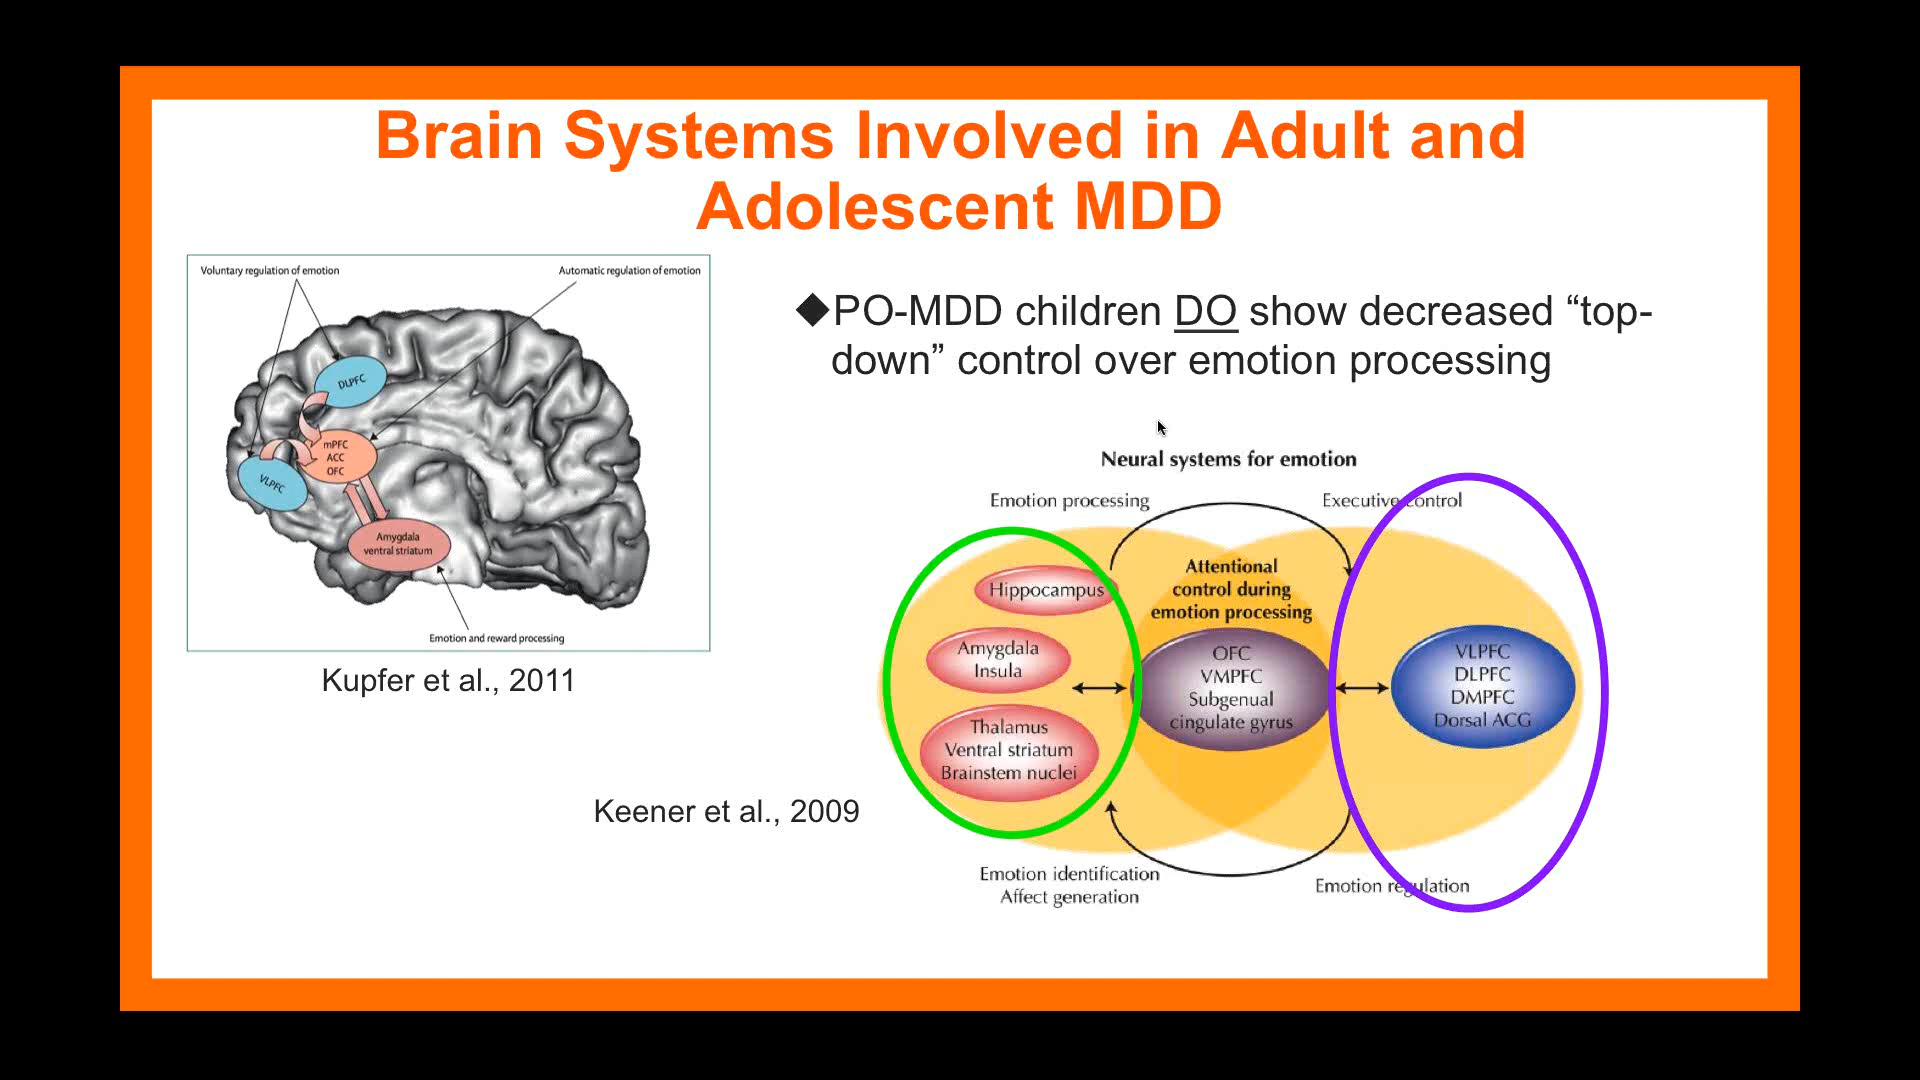 Brain Systems Involved in Adult and
Adolescent MDD
Voluntary regulation of emotion
Automatic regulation of emotion
DLPFC
mPFC
ACC
OFC
VLPFC
Amygdala
ventral striatum
Emotion and reward processing
Kupfer et al., 2011
◆PO-MDD children DO show decreased “top-
down” control over emotion processing
Neural systems for emotion
Emotion processing
Executive control
Attentional
control during
emotion processing
Hippocampus
Amygdala
Insula
Thalamus
Ventral striatum
Brainstem nuclei
OFC
VMPFC
Subgenual
cingulate gyrus
VLPFC
DLPFC
DMPFC
Dorsal ACG
Emotion identification
Affect generation
Emotion regulation
Keener et al., 2009